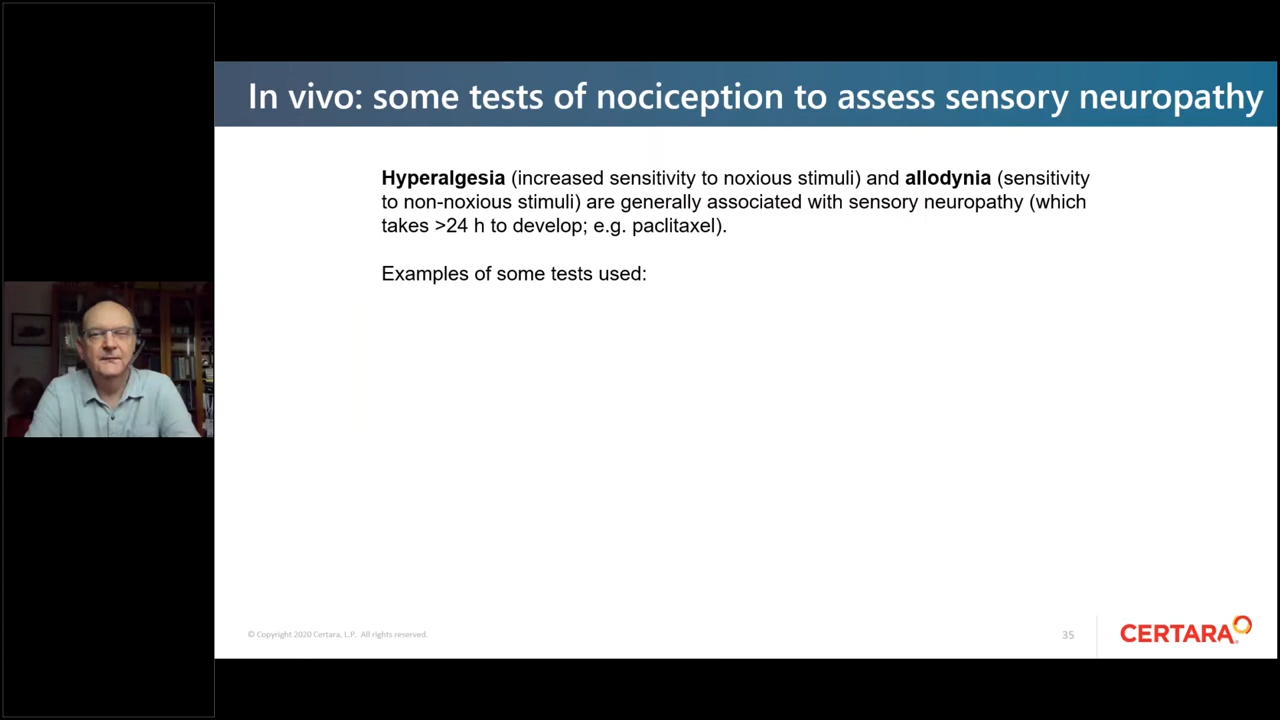 In vivo: some tests of nociception to assess sensory neuropathy
Hyperalgesia (increased sensitivity to noxious stimuli) and allodynia (sensitivity
to non-noxious stimuli) are generally associated with sensory neuropathy (which
takes >24 h to develop; e.g. paclitaxel).
Examples of some tests used:
© Copyright 2020 Certara, L.P. All rights reserved.
35
CERTARA